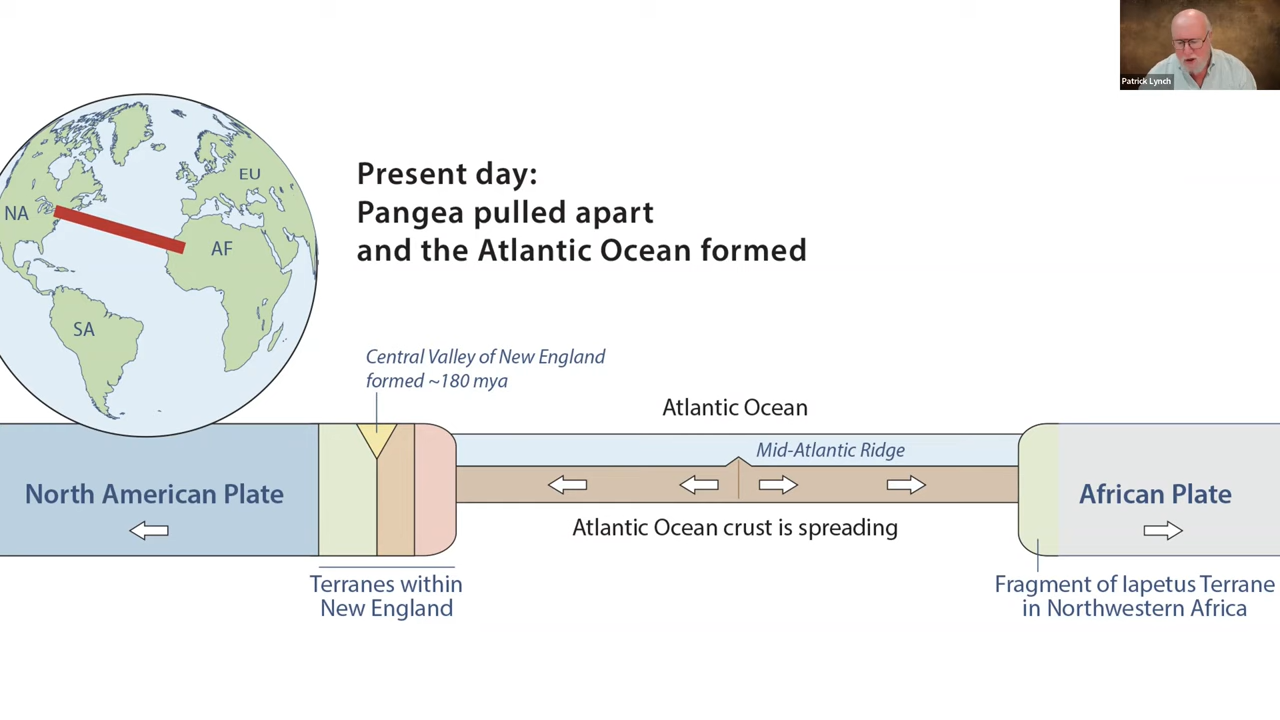 Patrick Lynch
NA
EU
AF
SA
Present day:
Pangea pulled apart
and the Atlantic Ocean formed
Central Valley of New England
formed ~180 mya
Atlantic Ocean
Mid-Atlantic Ridge
North American Plate
African Plate
Atlantic Ocean crust is spreading
Terranes within
New England
Fragment of Iapetus Terrane
in Northwestern Africa